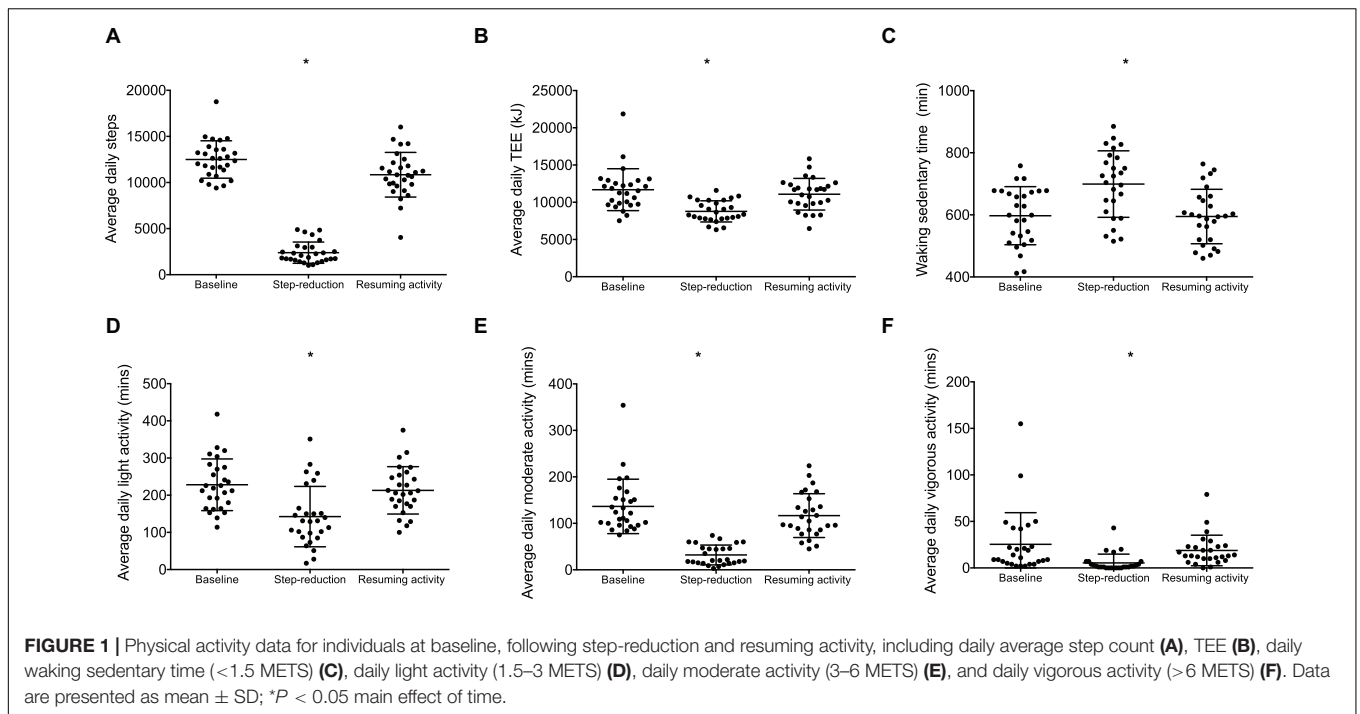 A
*
Average daily steps
20000
15000
10000
5000
0
Baseline
Step-reduction
Resuming activity
B
*
Average daily TEE (kJ)
25000
20000
15000
10000
5000
0
Baseline
Step-reduction
Resuming activity
C
*
Waking sedentary time (min)
1000
800
600
400
Baseline
Step-reduction
Resuming activity
D
*
Average daily light activity (mins)
500
400
300
200
100
0
Baseline
Step-reduction
Resuming activity
E
*
Average daily moderate activity (mins)
400
300
200
100
0
Baseline
Step-reduction
Resuming activity
F
*
Average daily vigorous activity (mins)
200
150
100
50
0
Baseline
Step-reduction
Resuming activity
FIGURE 1 | Physical activity data for individuals at baseline, following step-reduction and resuming activity, including daily average step count (A), TEE (B), daily
waking sedentary time (<1.5 METS) (C), daily light activity (1.5–3 METS) (D), daily moderate activity (3–6 METS) (E), and daily vigorous activity (>6 METS) (F). Data
are presented as mean ± SD; *P < 0.05 main effect of time.